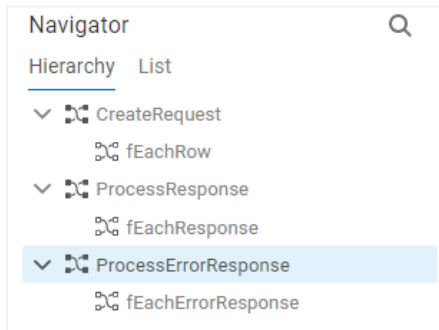 Navigator
Hierarchy List
CreateRequest
fEachRow
ProcessResponse
fEachResponse
ProcessErrorResponse
fEachErrorResponse